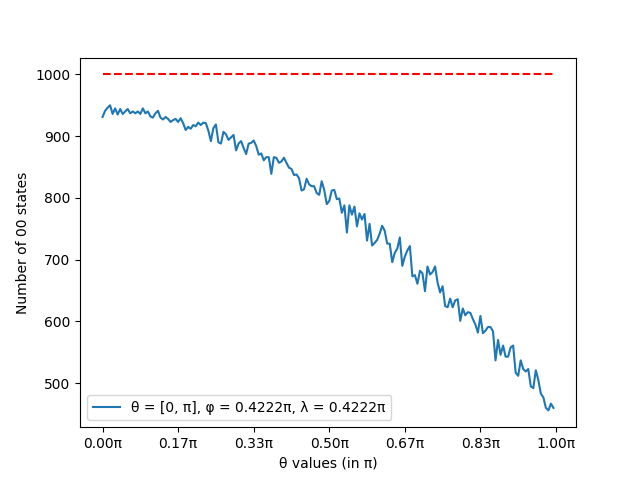 1000
900
800
700
600
500
Number of 00 states
θ = [0, π], φ = 0.4222π, λ = 0.4222π
0.00π 0.17π 0.33π 0.50π 0.67π 0.83π 1.00π
θ values (in π)